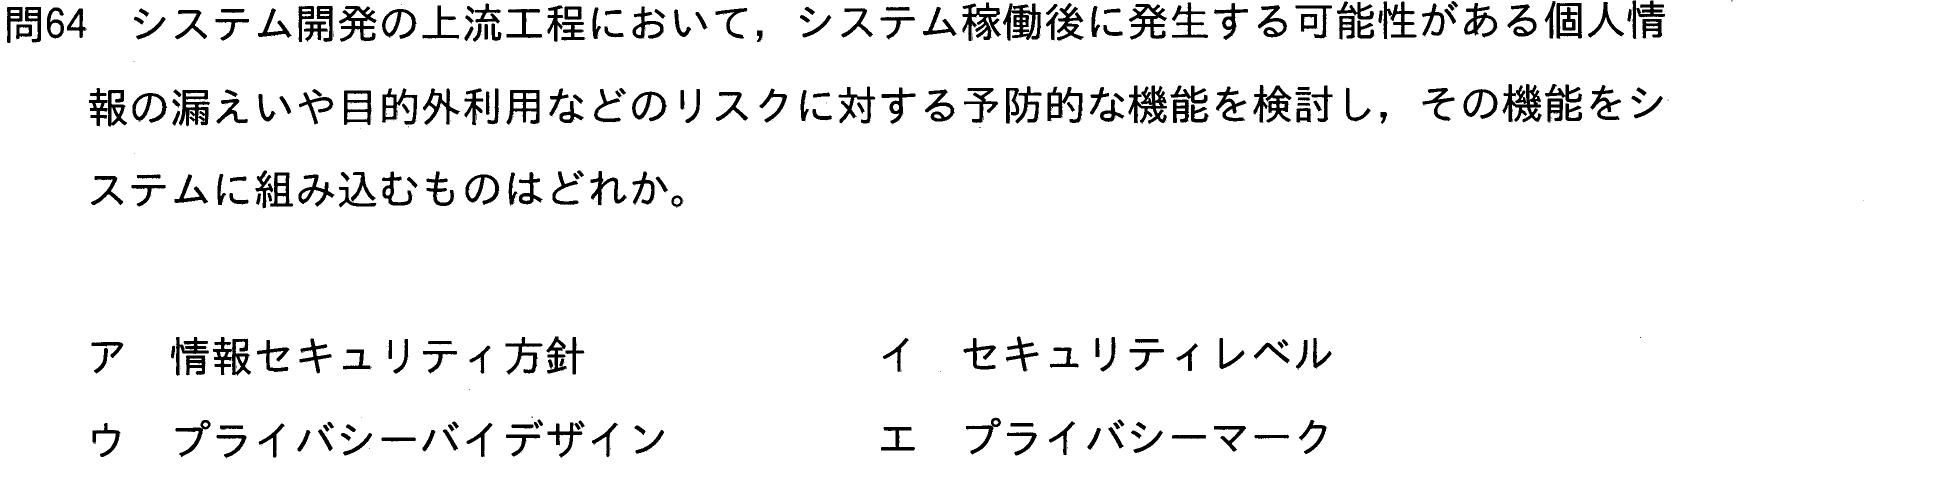 問64　システム開発の上流工程において，システム稼働後に発生する可能性がある個人情
報の漏えいや目的外利用などのリスクに対する予防的な機能を検討し，その機能をシ
ステムに組み込むものはどれか。
ア　情報セキュリティ方針　イ　セキュリティレベル
ウ　プライバシーバイデザイン　エ　プライバシーマーク